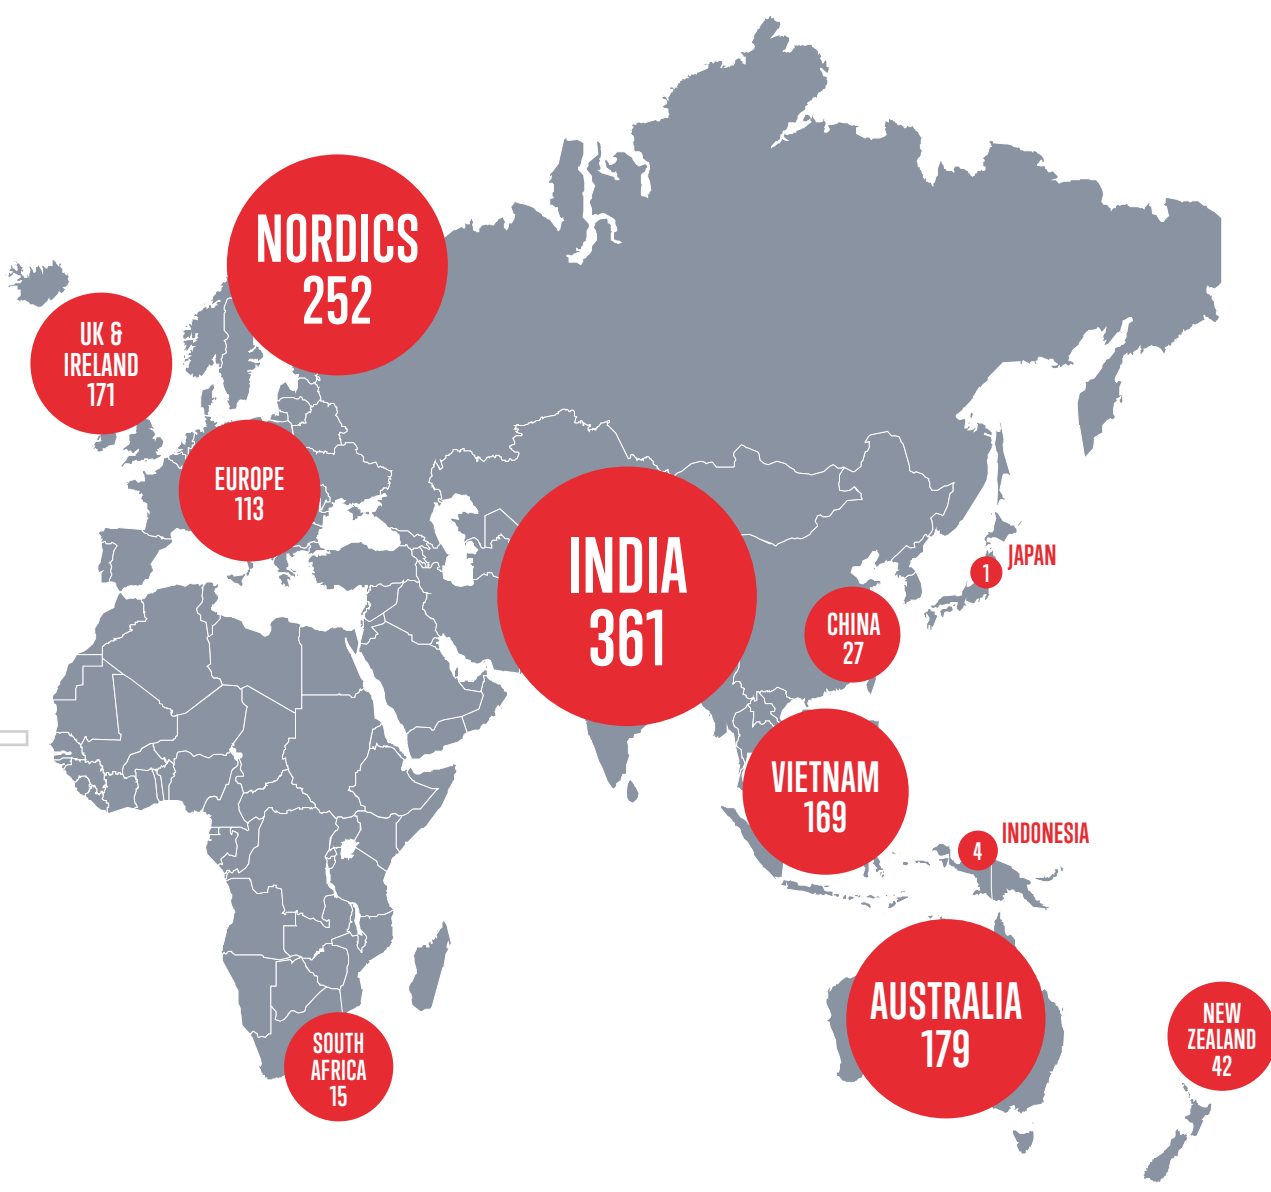 NORDICS
252
UK &
IRELAND
171
EUROPE
113
INDIA
361
JAPAN
1
CHINA
27
VIETNAM
169
INDONESIA
4
AUSTRALIA
179
NEW
ZEALAND
42
SOUTH
AFRICA
15